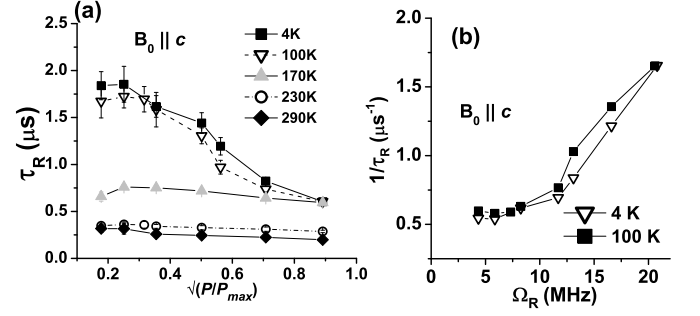 (a)
B₀ || c
4K
100K
170K
230K
290K
2.5
2.0
1.5
1.0
0.5
0.0
τR (μs)
0.2 0.4 0.6 0.8 1.0
√(P/Pmax)
(b)
B₀ || c
4 K
100 K
2.0
1.5
1.0
0.5
1/τR (μs⁻¹)
0 5 10 15 20
ΩR (MHz)